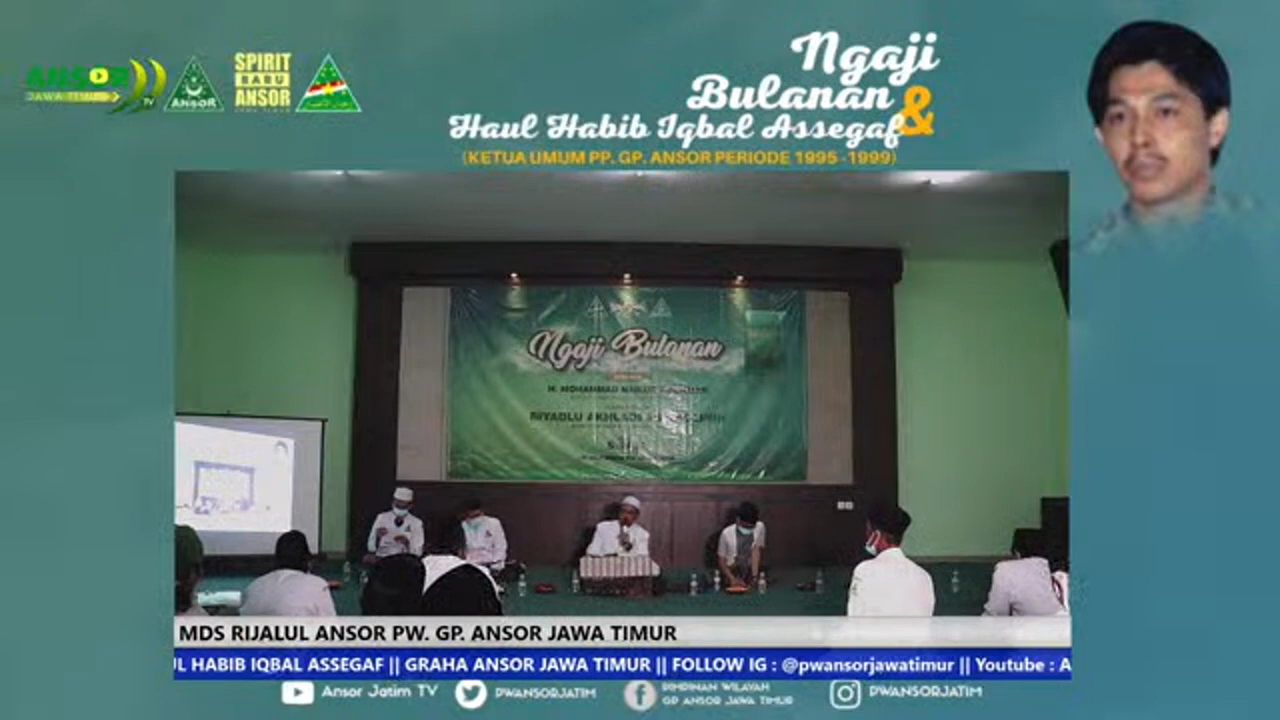 ANSOR
JAWA TIMUR
TV
ANSOR
SPIRIT
BARU
ANSOR
Ngaji
Bulanan &
Haul Habib Iqbal Assegaf
(KETUA UMUM PP. GP. ANSOR PERIODE 1995 -1999)
Ngaji Bulanan
H. MOHAMMAD
MDS RIJALUL ANSOR PW. GP. ANSOR JAWA TIMUR
UL HABIB IQBAL ASSEGAF || GRAHA ANSOR JAWA TIMUR || FOLLOW IG : @pwansorjawatimur || Youtube : A
Ansor Jatim TV
PWANSORJATIM
PIMPINAN WILAYAH
GP ANSOR JAWA TIMUR
PWANSORJATIM